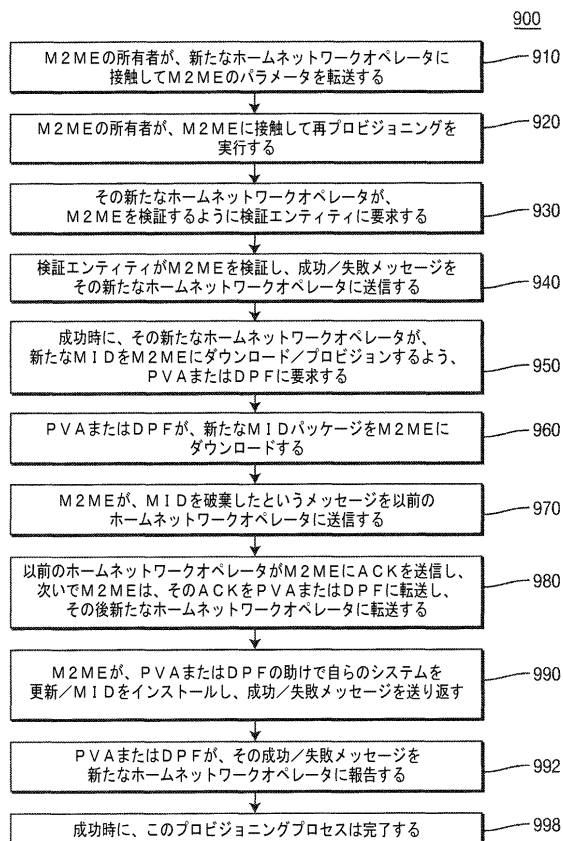 900
M2MEの所有者が、新たなホームネットワークオペレータに
接触してM2MEのパラメータを転送する
910
M2MEの所有者が、M2MEに接触して再プロビジョニングを
実行する
920
その新たなホームネットワークオペレータが、
M2MEを検証するように検証エンティティに要求する
930
検証エンティティがM2MEを検証し、成功/失敗メッセージを
その新たなホームネットワークオペレータに送信する
940
成功時に、その新たなホームネットワークオペレータが、
新たなMIDをM2MEにダウンロード/プロビジョンするよう、
PVAまたはDPFに要求する
950
PVAまたはDPFが、新たなMIDパッケージをM2MEに
ダウンロードする
960
M2MEが、MIDを破棄したというメッセージを以前の
ホームネットワークオペレータに送信する
970
以前のホームネットワークオペレータがM2MEにACKを送信し、
次いでM2MEは、そのACKをPVAまたはDPFに転送し、
その後新たなホームネットワークオペレータに転送する
980
M2MEが、PVAまたはDPFの助けで自らのシステムを
更新/MIDをインストールし、成功/失敗メッセージを送り返す
990
PVAまたはDPFが、その成功/失敗メッセージを
新たなホームネットワークオペレータに報告する
992
成功時に、このプロビジョニングプロセスは完了する
998